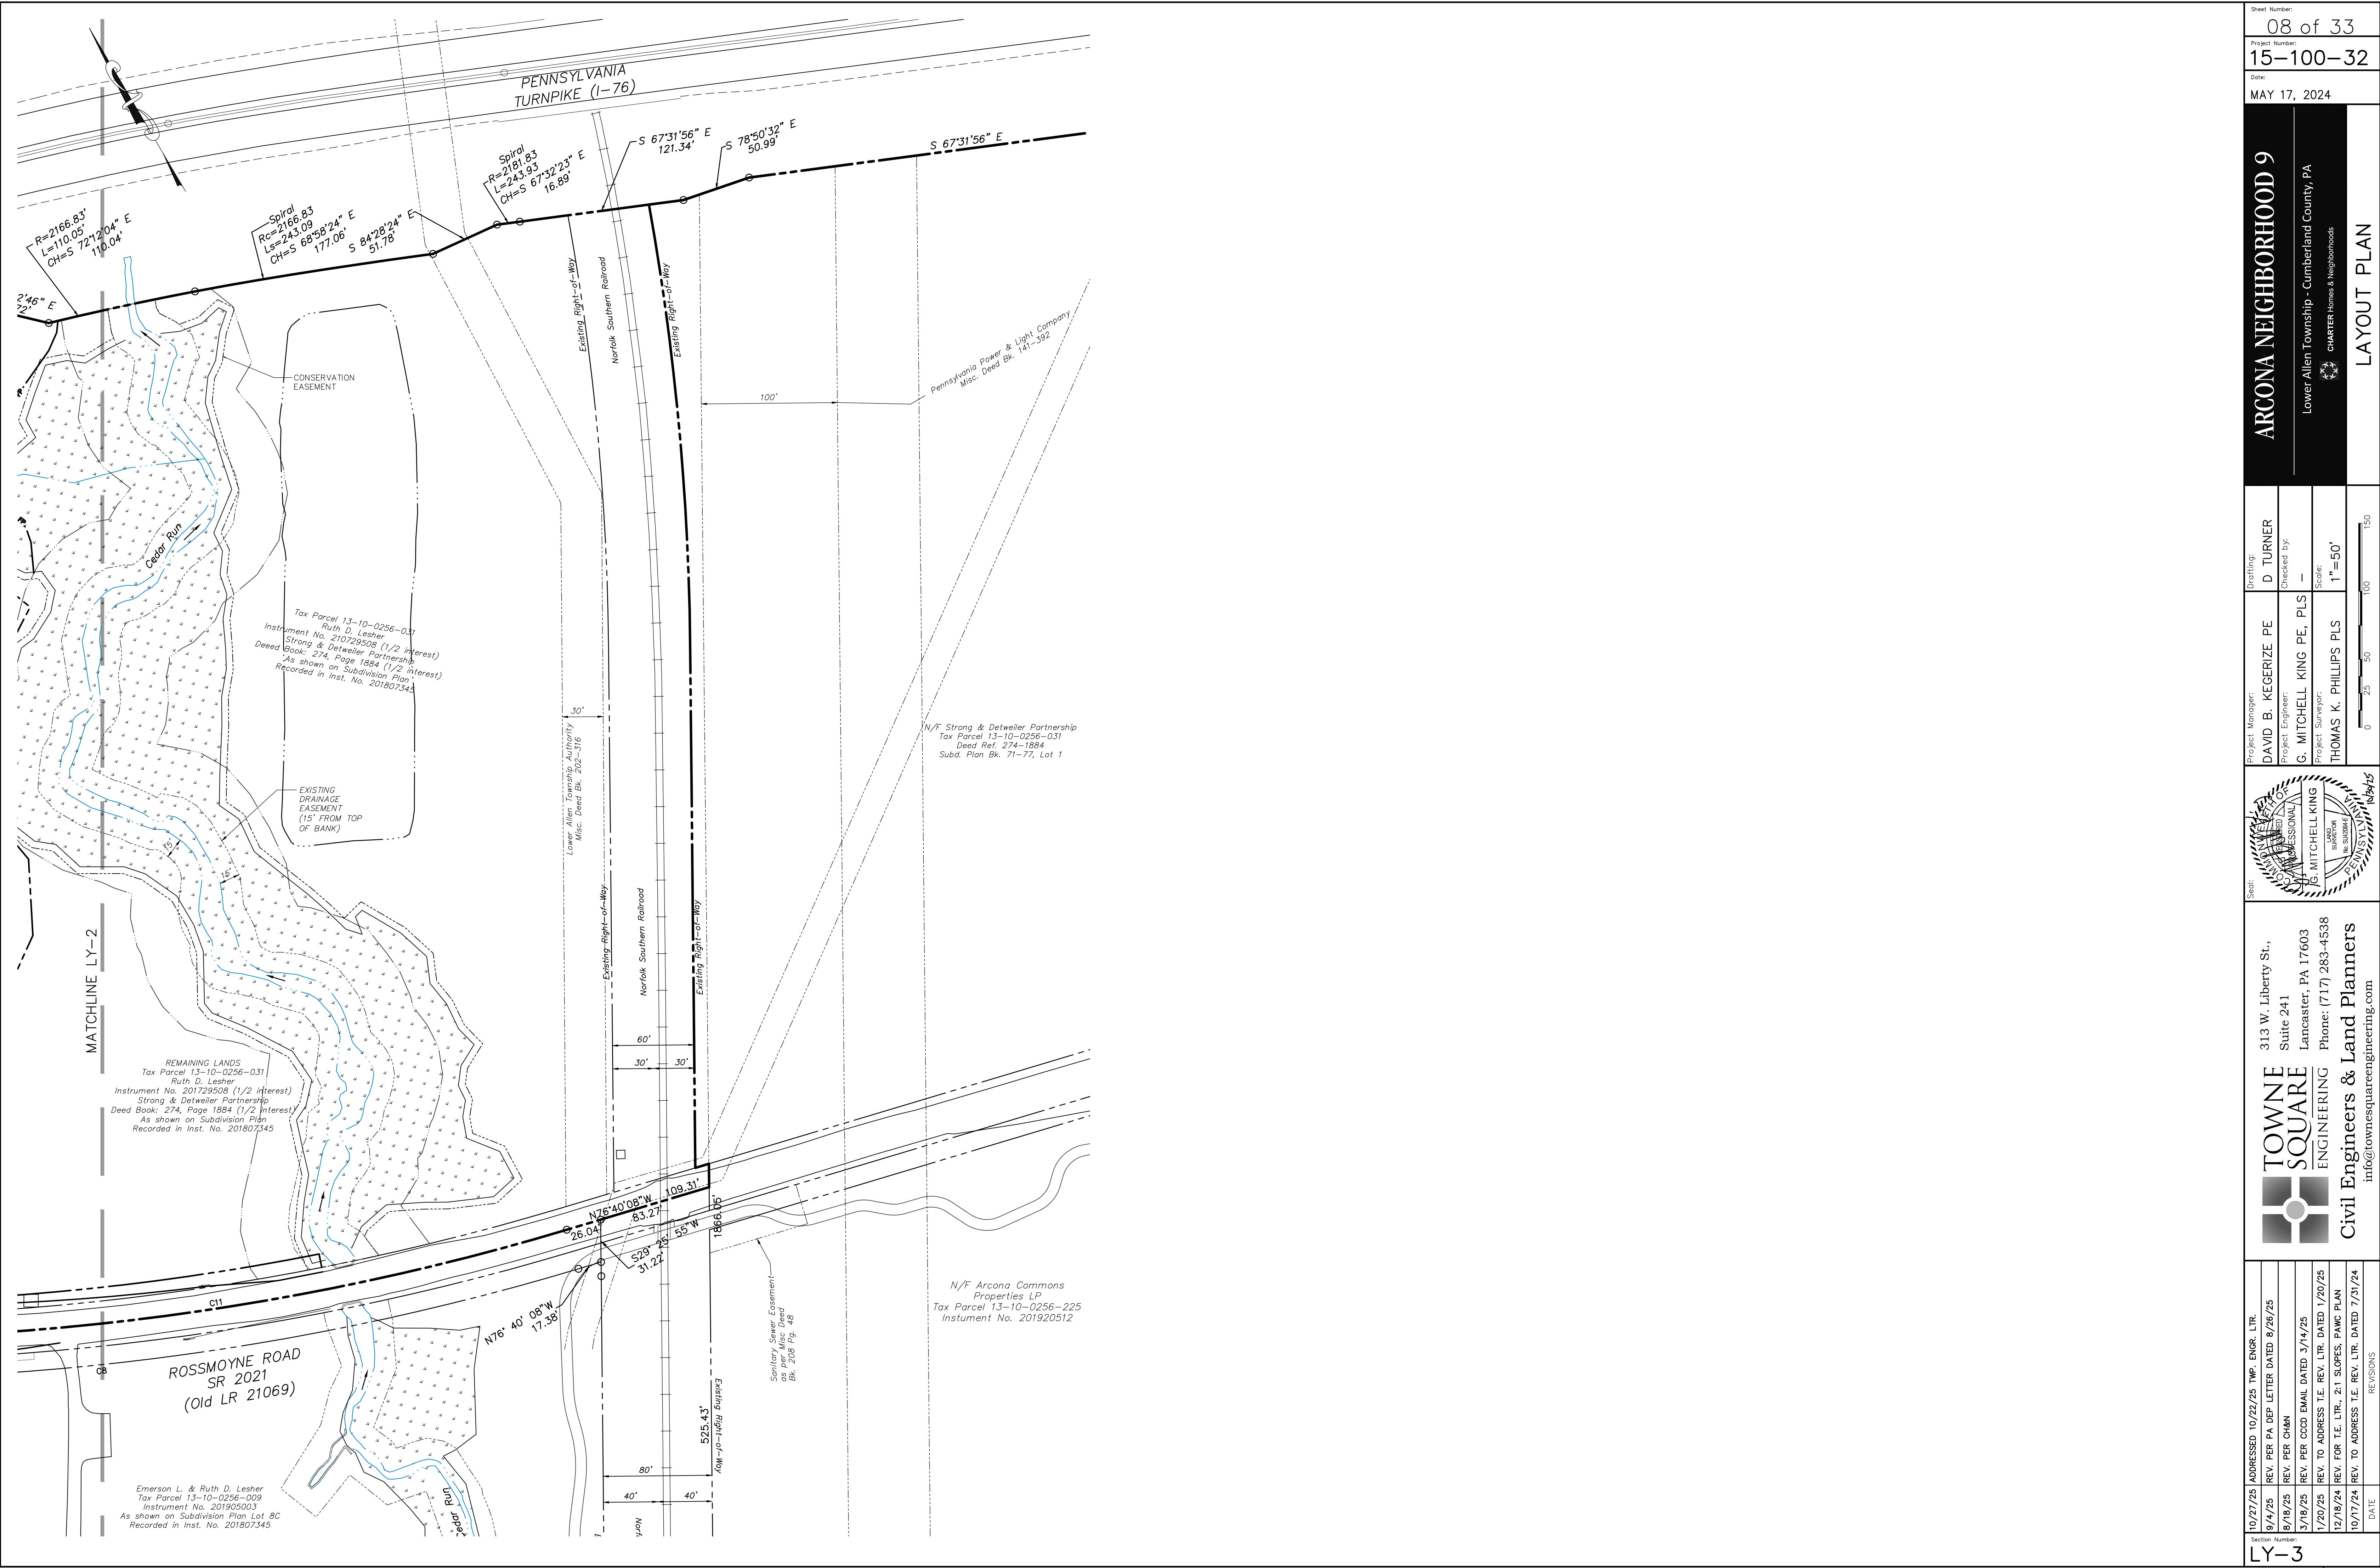 PENNSYLVANIA
TURNPIKE (I-76)
R=2166.83'
L=110.05'
CH=S 72°12'04" E
110.04'
2'46" E
Spiral
Rc=2166.83
Ls=243.09
CH=S 68°58'24" E
177.06'
S 84°28'24" E
51.78'
Spiral
R=2181.83
L=243.93
CH=S 67°32'23" E
16.89'
S 67°31'56" E
121.34'
S 78°50'32" E
50.99'
S 67°31'56" E
CONSERVATION
EASEMENT
Existing Right-of-Way
Norfolk Southern Railroad
Existing Right-of-Way
Pennsylvania Power & Light Company
Misc. Deed Bk. 141-392
100'
Cedar Run
Tax Parcel 13-10-0256-031
Ruth D. Lesher
Instrument No. 210729508 (1/2 interest)
Strong & Detweiler Partnership
Deeed Book: 274, Page 1884 (1/2 interest)
As shown on Subdivision Plan
Recorded in Inst. No. 201807345
30'
Lower Allen Township Authority
Misc. Deed Bk. 202-316
N/F Strong & Detweiler Partnership
Tax Parcel 13-10-0256-031
Deed Ref. 274-1884
Subd. Plan Bk. 71-77, Lot 1
EXISTING
DRAINAGE
EASEMENT
(15' FROM TOP
OF BANK)
15'
15'
Existing Right-of-Way
Norfolk Southern Railroad
Existing Right-of-Way
MATCHLINE LY-2
60'
30'
30'
REMAINING LANDS
Tax Parcel 13-10-0256-031
Ruth D. Lesher
Instrument No. 201729508 (1/2 interest)
Strong & Detweiler Partnership
Deed Book: 274, Page 1884 (1/2 interest)
As shown on Subdivision Plan
Recorded in Inst. No. 201807345
N76°40'08"W
109.31'
83.27'
26.04'
S29° 25' 55"W
31.22'
1866.05'
N76° 40' 08"W
17.38'
C11
C8
ROSSMOYNE ROAD
SR 2021
(Old LR 21069)
Sanitary Sewer Easement
as per Misc Deed
Bk. 208 Pg. 48
N/F Arcona Commons
Properties LP
Tax Parcel 13-10-0256-225
Instument No. 201920512
525.43'
Existing Right-of-Way
80'
40'
40'
Norf
Emerson L. & Ruth D. Lesher
Tax Parcel 13-10-0256-009
Instrument No. 201905003
As shown on Subdivision Plan Lot 8C
Recorded in Inst. No. 201807345
edar Run
Sheet Number:
08 of 33
Project Number:
15-100-32
Date:
MAY 17, 2024
ARCONA NEIGHBORHOOD 9
Lower Allen Township - Cumberland County, PA
CHARTER Homes & Neighborhoods
LAYOUT PLAN
Drafting:
D TURNER
Checked by:
-
Scale:
1"=50'
Project Manager:
DAVID B. KEGERIZE PE
Project Engineer:
G. MITCHELL KING PE, PLS
Project Surveyor:
THOMAS K. PHILLIPS PLS
0 25 50 100 150
Seal:
COMMONWEALTH OF
REGISTERED
PROFESSIONAL
G. MITCHELL KING
LAND
SURVEYOR
PENNSYLVANIA
TOWNE
SQUARE
ENGINEERING
313 W. Liberty St.,
Suite 241
Lancaster, PA 17603
Phone: (717) 283-4538
Civil Engineers & Land Planners
info@townesquareengineering.com
10/27/25 ADDRESSED 10/22/25 TWP. ENGR. LTR.
9/4/25 REV. PER PA DEP LETTER DATED 8/26/25
8/18/25 REV. PER CH&N
3/18/25 REV. PER CCCD EMAIL DATED 3/14/25
1/20/25 REV. TO ADDRESS T.E. REV. LTR. DATED 1/20/25
12/18/24 REV. FOR T.E. LTR., 2:1 SLOPES, PAWC PLAN
10/17/24 REV. TO ADDRESS T.E. REV. LTR. DATED 7/31/24
DATE REVISIONS
Section Number:
LY-3